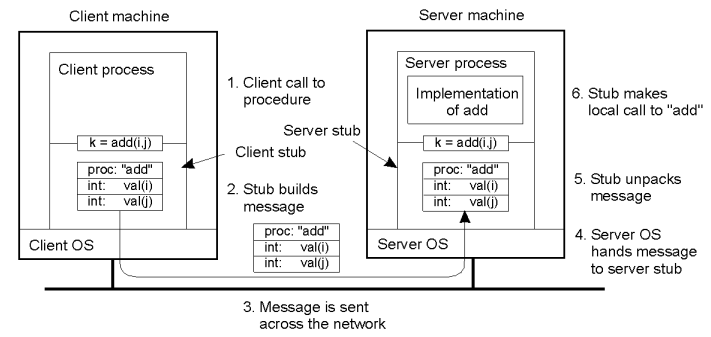 Client machine
Server machine
Client process
1. Client call to
procedure
Server process
Implementation
of add
6. Stub makes
local call to "add"
k = add(i,j)
k = add(i,j)
Server stub
Client stub
proc: "add"
int: val(i)
int: val(j)
2. Stub builds
message
proc: "add"
int: val(i)
int: val(j)
proc: "add"
int: val(i)
int: val(j)
5. Stub unpacks
message
Client OS
Server OS
4. Server OS
hands message
to server stub
3. Message is sent
across the network